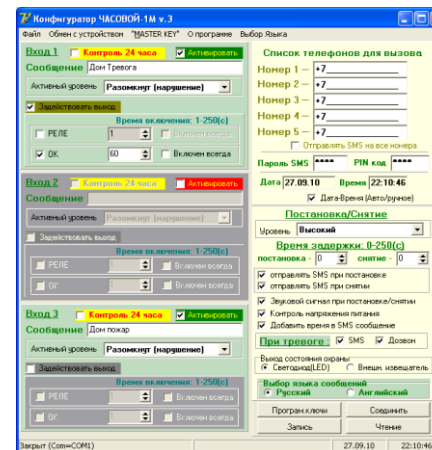 Конфигуратор ЧАСОВОЙ-1М v.3
Файл Обмен с устройством "MASTER KEY" О программе Выбор Языка
Вход 1 Контроль 24 часа Активировать
Сообщение Дом Тревога
Активный уровень Разомкнут (нарушение)
Задействовать выход
Время включения: 1-250(с)
РЕЛЕ 1 Включен всегда
ОК 60 Включен всегда
Вход 2 Контроль 24 часа Активировать
Сообщение
Активный уровень Разомкнут (нарушение)
Задействовать выход
Время включения: 1-250(с)
РЕЛЕ 1 Включен всегда
ОК 1 Включен всегда
Вход 3 Контроль 24 часа Активировать
Сообщение Дом пожар
Активный уровень Разомкнут (нарушение)
Задействовать выход
Время включения: 1-250(с)
РЕЛЕ 1 Включен всегда
ОК 1 Включен всегда
Список телефонов для вызова
Номер 1 – +7
Номер 2 – +7
Номер 3 – +7
Номер 4 – +7
Номер 5 – +7
Отправлять SMS на все номера
Пароль SMS **** PIN код ****
Дата 27.09.10 Время 22:10:46
Дата-Время (Авто/ручное)
Постановка/Снятие
Уровень Высокий
Время задержки: 0-250(с)
постановка - 0 снятие - 0
отправлять SMS при постановке
отправлять SMS при снятии
Звуковой сигнал при постановке/снятии
Контроль напряжения питания
Добавить время в SMS сообщение
При тревоге : SMS Дозвон
Выход состояния охраны
Светодиод(LED) Внешн. извещатель
Выбор языка сообщений
Русский Английский
Програм.ключи Соединить
Запись Чтение
Закрыт (Com=COM1) 27.09.10 22:10:46